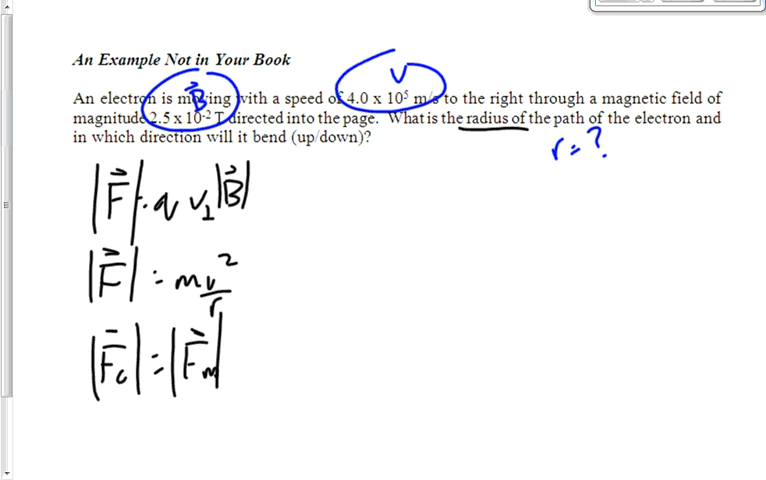 An Example Not in Your Book
V
An electron is moving with a speed of 4.0 x 10⁵ m/s to the right through a magnetic field of
B⃗
magnitude 2.5 x 10⁻² T directed into the page. What is the radius of the path of the electron and
in which direction will it bend (up/down)?
r = ?
|F⃗| = q v⊥ |B⃗|
|F⃗| = mv²/r
|F⃗c| = |F⃗m|